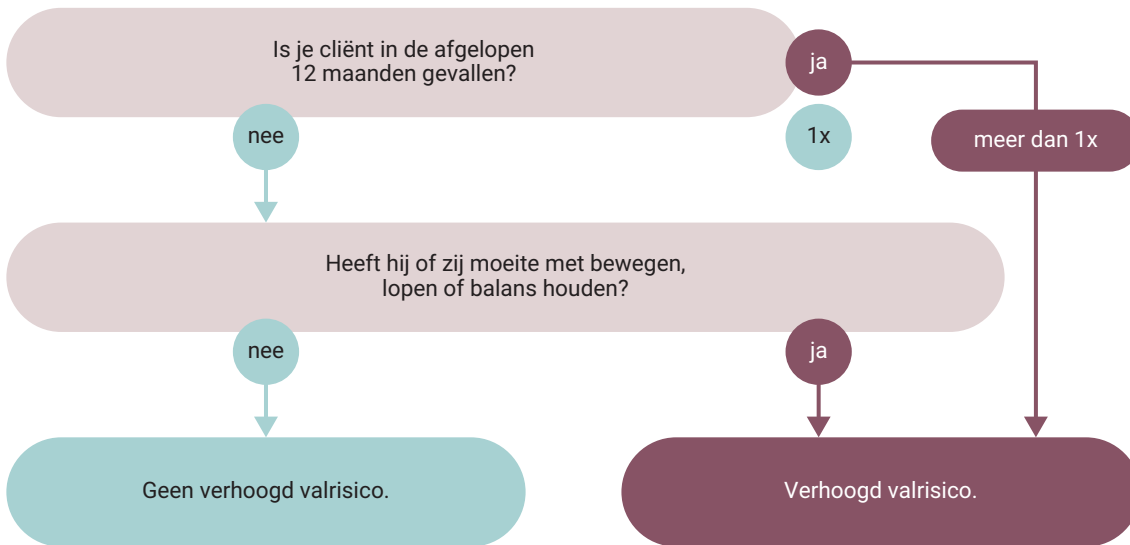 Is je cliënt in de afgelopen
12 maanden gevallen?
ja
nee
1x
meer dan 1x
Heeft hij of zij moeite met bewegen,
lopen of balans houden?
nee
ja
Geen verhoogd valrisico.
Verhoogd valrisico.